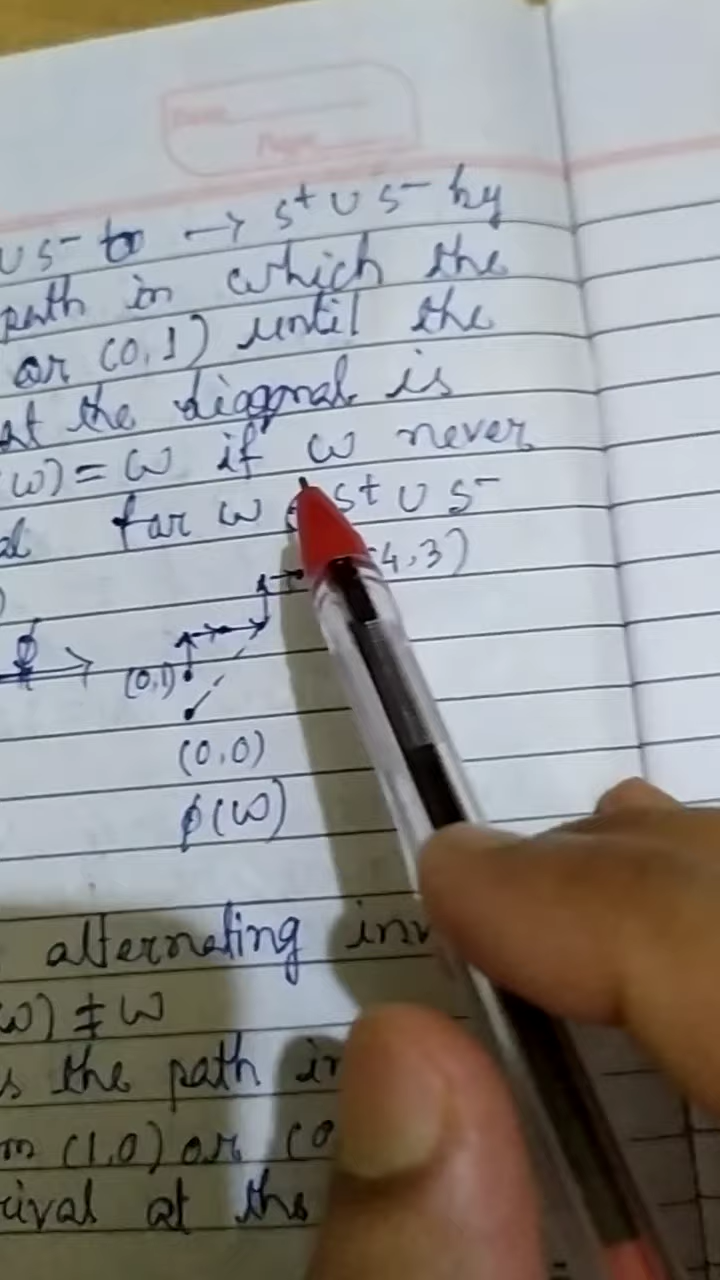 ∪ S⁻ to → S⁺ ∪ S⁻ by
path in which the
or (0,1) until the
at the diagonal is
(ω) = ω if ω never
for ω S⁺ ∪ S⁻
4,3)
ϕ
(0,1)
(0,0)
ϕ(ω)
alternating inv
ω) ≠ ω
s the path in
m (1,0) or (0
rival at the